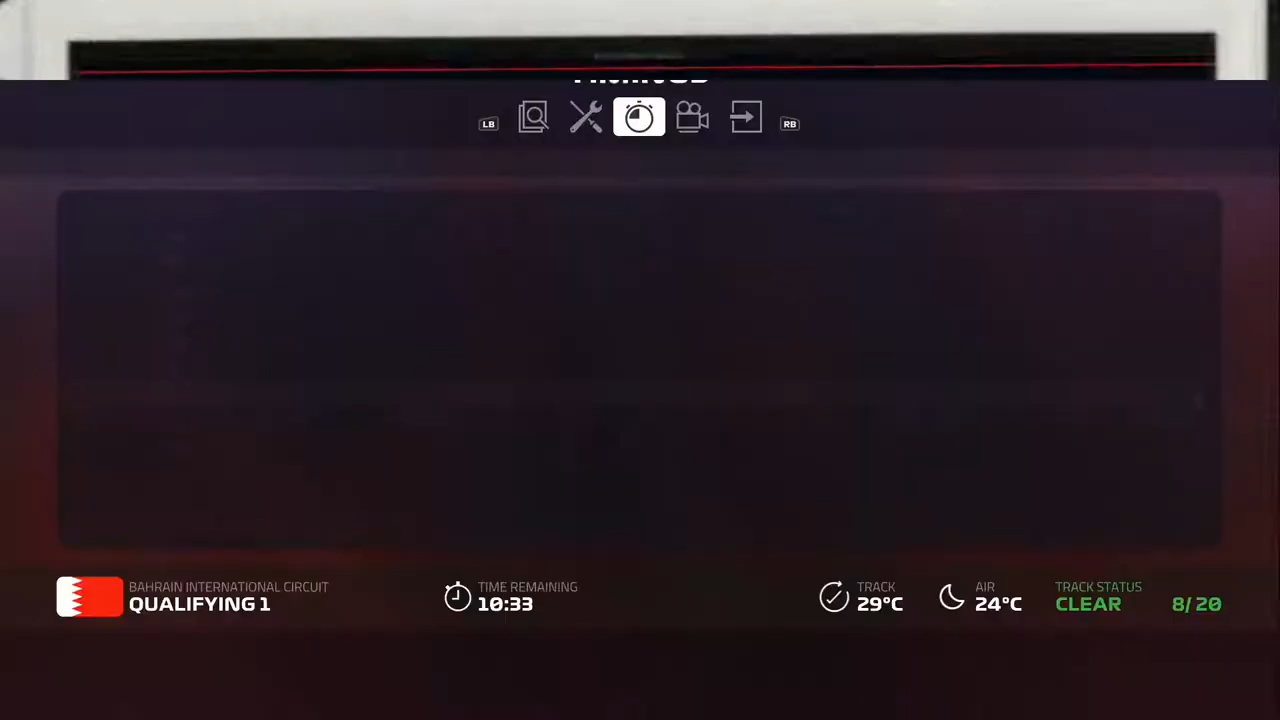 LB
RB
BAHRAIN INTERNATIONAL CIRCUIT
QUALIFYING 1
TIME REMAINING
10:33
TRACK
29°C
AIR
24°C
TRACK STATUS
CLEAR
8/20